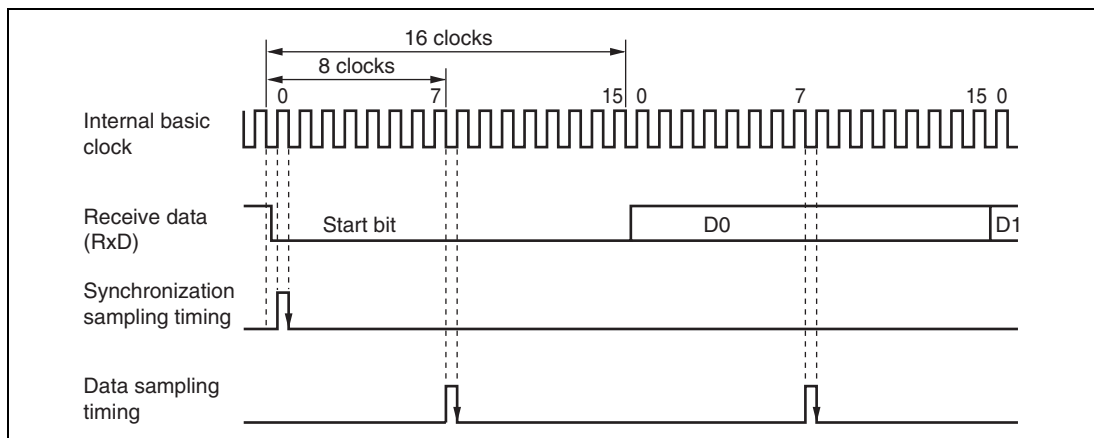 16 clocks
8 clocks
0 7 15 0 7 15 0
Internal basic
clock
Receive data
(RxD)
Start bit D0 D1
Synchronization
sampling timing
Data sampling
timing